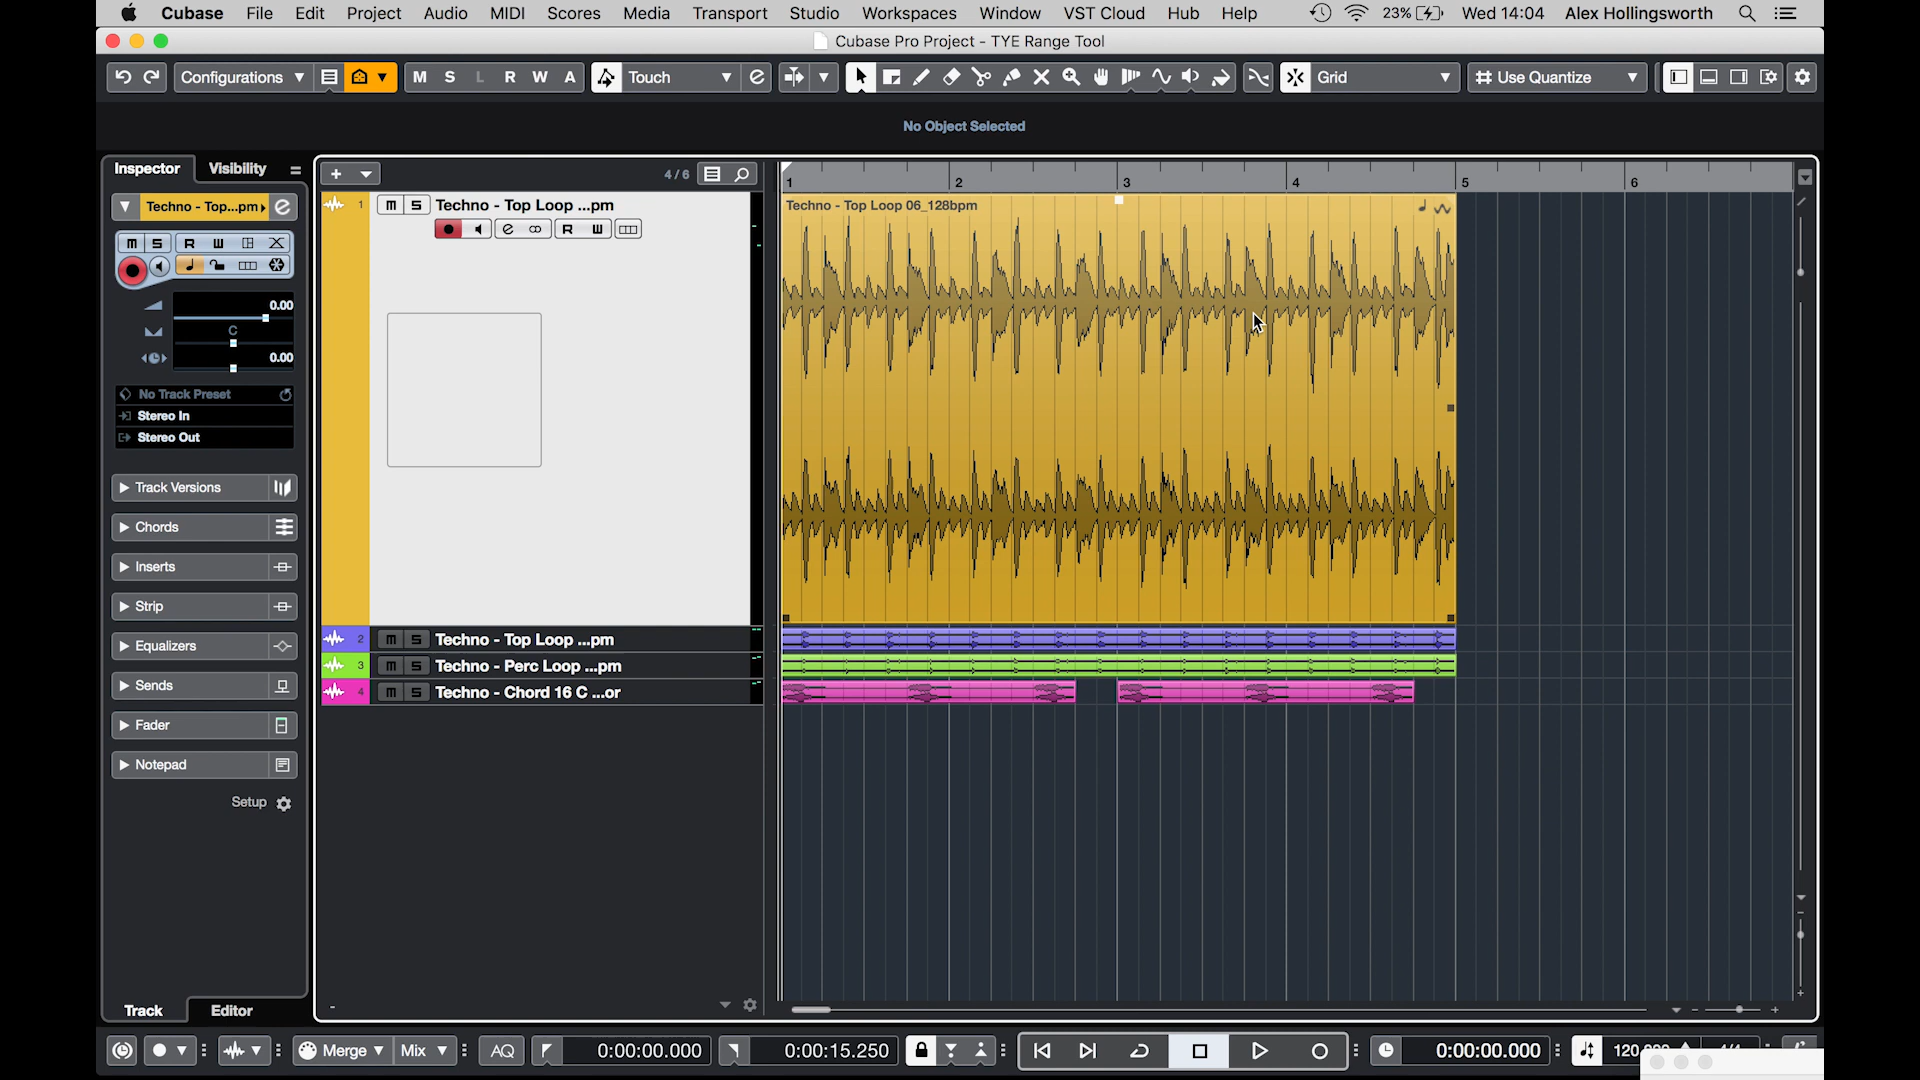 Cubase File Edit Project Audio MIDI Scores Media Transport Studio Workspaces Window VST Cloud Hub Help 23% Wed 14:04 Alex Hollingsworth
Cubase Pro Project - TYE Range Tool
Configurations M S L R W A Touch Grid Use Quantize
No Object Selected
Inspector Visibility
4 / 6
1 2 3 4 5 6
Techno - Top...pm
1 M S Techno - Top Loop ...pm
Techno - Top Loop 06_128bpm
R W
M S R W
0.00
C
0.00
No Track Preset
Stereo In
Stereo Out
Track Versions
Chords
Inserts
Strip
Equalizers
Sends
Fader
Notepad
Setup
2 M S Techno - Top Loop ...pm
3 M S Techno - Perc Loop ...pm
4 M S Techno - Chord 16 C ...or
Track Editor
Merge Mix AQ 0:00:00.000 0:00:15.250 0:00:00.000